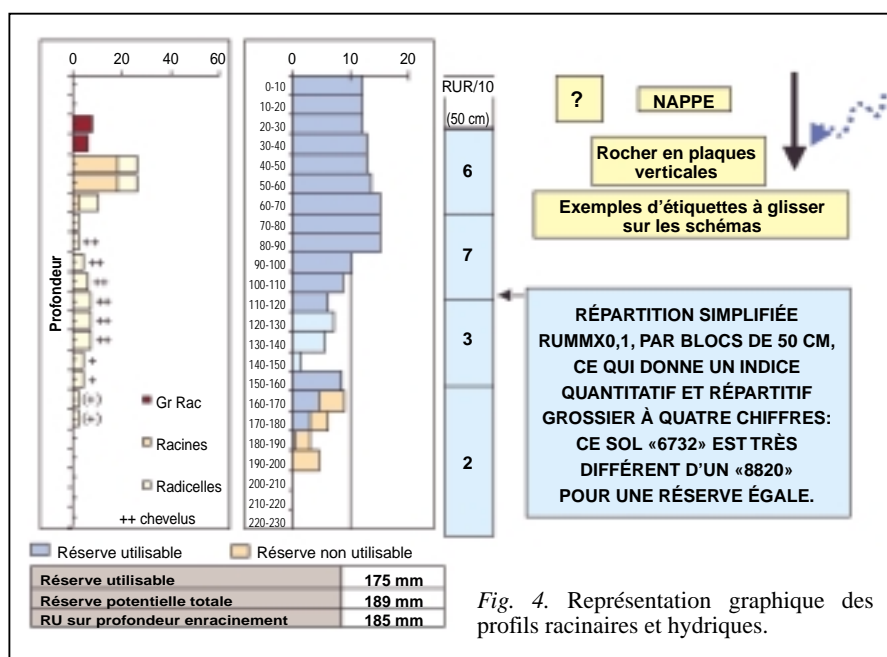 0 20 40 60
0 10 20
Profondeur
Gr Rac
Racines
Radicelles
++ chevelus
++
++
++
++
++
++
+
+
(+)
(+)
0-10
10-20
20-30
30-40
40-50
50-60
60-70
70-80
80-90
90-100
100-110
110-120
120-130
130-140
140-150
150-160
160-170
170-180
180-190
190-200
200-210
210-220
220-230
RUR/10
(50 cm)
6
7
3
2
?
NAPPE
Rocher en plaques
verticales
Exemples d'étiquettes à glisser
sur les schémas
RÉPARTITION SIMPLIFIÉE
RUMMX0,1, PAR BLOCS DE 50 CM,
CE QUI DONNE UN INDICE
QUANTITATIF ET RÉPARTITIF
GROSSIER À QUATRE CHIFFRES:
CE SOL «6732» EST TRÈS
DIFFÉRENT D'UN «8820»
POUR UNE RÉSERVE ÉGALE.
Réserve utilisable Réserve non utilisable
Réserve utilisable 175 mm
Réserve potentielle totale 189 mm
RU sur profondeur enracinement 185 mm
Fig. 4. Représentation graphique des
profils racinaires et hydriques.